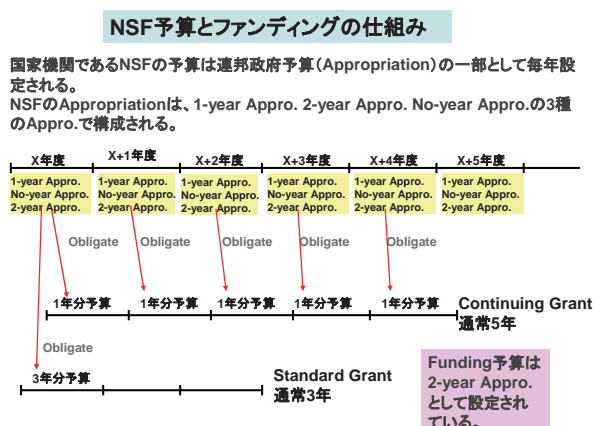 NSF予算とファンディングの仕組み
国家機関であるNSFの予算は連邦政府予算（Appropriation）の一部として毎年設
定される。
NSFのAppropriationは、1-year Appro. 2-year Appro. No-year Appro.の3種
のAppro.で構成される。
X年度 X+1年度 X+2年度 X+3年度 X+4年度 X+5年度
1-year Appro. 1-year Appro. 1-year Appro. 1-year Appro. 1-year Appro. 1-year Appro.
No-year Appro. No-year Appro. No-year Appro. No-year Appro. No-year Appro. No-year Appro.
2-year Appro. 2-year Appro. 2-year Appro. 2-year Appro. 2-year Appro. 2-year Appro.
Obligate Obligate Obligate Obligate Obligate
1年分予算 1年分予算 1年分予算 1年分予算 1年分予算 Continuing Grant
通常5年
Obligate
3年分予算 Standard Grant
通常3年
Funding予算は
2-year Appro.
として設定され
ている。